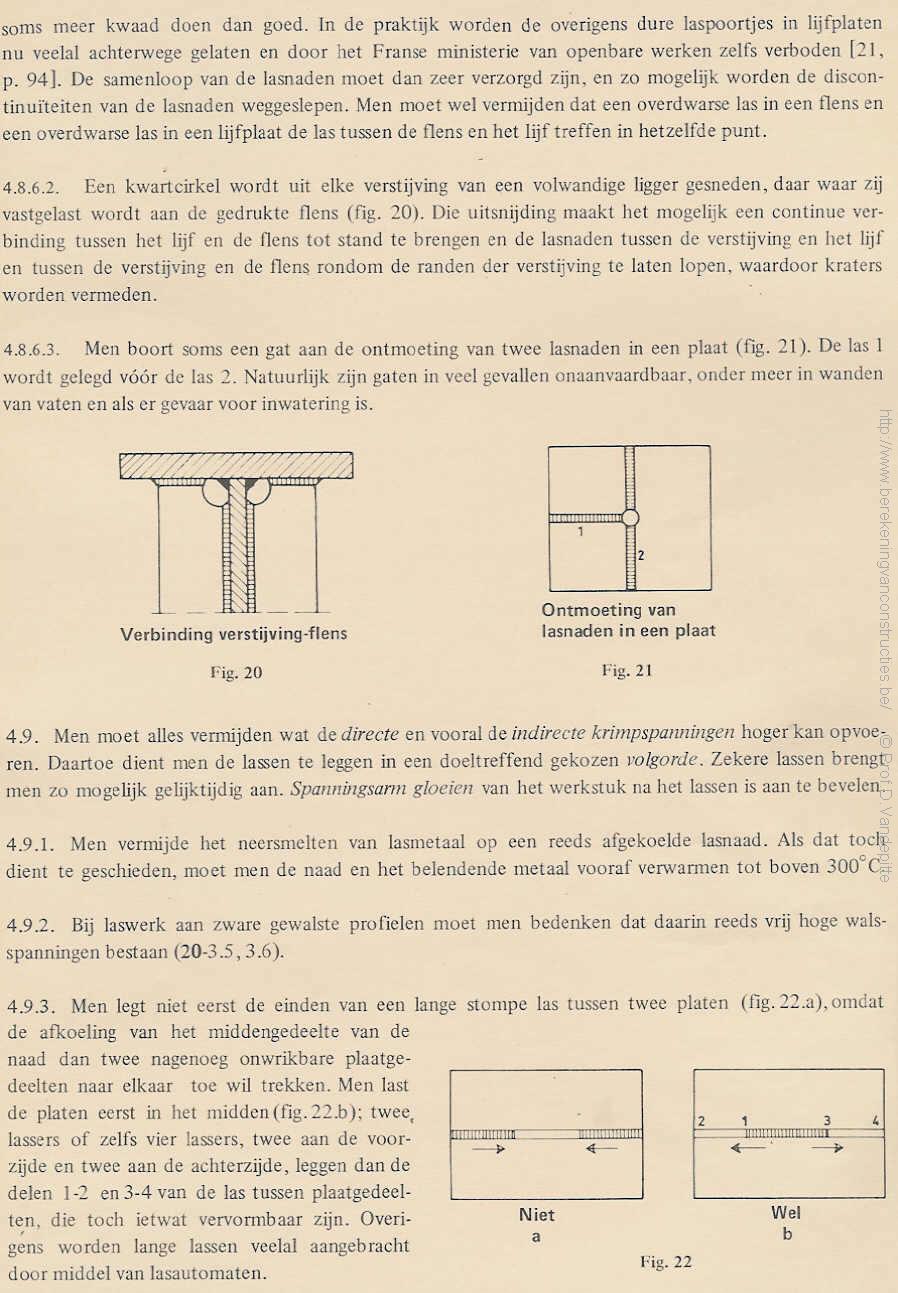 soms meer kwaad doen dan goed. In de praktijk worden de overigens dure laspoortjes in lijfplaten
nu veelal achterwege gelaten en door het Franse ministerie van openbare werken zelfs verboden [21,
p. 94]. De samenloop van de lasnaden moet dan zeer verzorgd zijn, en zo mogelijk worden de discon-
tinuïteiten van de lasnaden weggeslepen. Men moet wel vermijden dat een overdwarse las in een flens en
een overdwarse las in een lijfplaat de las tussen de flens en het lijf treffen in hetzelfde punt.
4.8.6.2. Een kwartcirkel wordt uit elke verstijving van een volwandige ligger gesneden, daar waar zij
vastgelast wordt aan de gedrukte flens (fig. 20). Die uitsnijding maakt het mogelijk een continue ver-
binding tussen het lijf en de flens tot stand te brengen en de lasnaden tussen de verstijving en het lijf
en tussen de verstijving en de flens rondom de randen der verstijving te laten lopen, waardoor kraters
worden vermeden.
4.8.6.3. Men boort soms een gat aan de ontmoeting van twee lasnaden in een plaat (fig. 21). De las 1
wordt gelegd vóór de las 2. Natuurlijk zijn gaten in veel gevallen onaanvaardbaar, onder meer in wanden
van vaten en als er gevaar voor inwatering is.
1
2
Verbinding verstijving-flens
Fig. 20
Ontmoeting van
lasnaden in een plaat
Fig. 21
4.9. Men moet alles vermijden wat de directe en vooral de indirecte krimpspanningen hoger kan opvoe-
ren. Daartoe dient men de lassen te leggen in een doeltreffend gekozen volgorde. Zekere lassen brengt
men zo mogelijk gelijktijdig aan. Spanningsarm gloeien van het werkstuk na het lassen is aan te bevelen.
4.9.1. Men vermijde het neersmelten van lasmetaal op een reeds afgekoelde lasnaad. Als dat toch
dient te geschieden, moet men de naad en het belendende metaal vooraf verwarmen tot boven 300°C.
4.9.2. Bij laswerk aan zware gewalste profielen moet men bedenken dat daarin reeds vrij hoge wals-
spanningen bestaan (20-3.5, 3.6).
4.9.3. Men legt niet eerst de einden van een lange stompe las tussen twee platen (fig. 22.a), omdat
de afkoeling van het middengedeelte van de
naad dan twee nagenoeg onwrikbare plaatge-
deelten naar elkaar toe wil trekken. Men last
de platen eerst in het midden (fig. 22.b); twee
lassers of zelfs vier lassers, twee aan de voor-
zijde en twee aan de achterzijde, leggen dan de
delen 1-2 en 3-4 van de las tussen plaatgedeel-
ten, die toch ietwat vervormbaar zijn. Overi-
gens worden lange lassen veelal aangebracht
door middel van lasautomaten.
2 1 3 4
Niet
a
Wel
b
Fig. 22
http://www.berekeningvanconstructies.be/ © Prof D Vandepitte